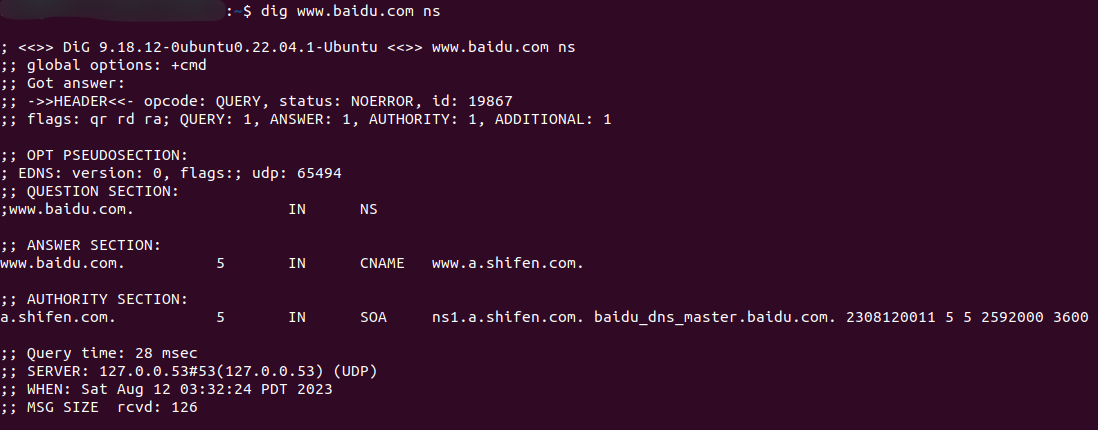 :~$ dig www.baidu.com ns
; <<>> DiG 9.18.12-0ubuntu0.22.04.1-Ubuntu <<>> www.baidu.com ns
;; global options: +cmd
;; Got answer:
;; ->>HEADER<<- opcode: QUERY, status: NOERROR, id: 19867
;; flags: qr rd ra; QUERY: 1, ANSWER: 1, AUTHORITY: 1, ADDITIONAL: 1
;; OPT PSEUDOSECTION:
; EDNS: version: 0, flags:; udp: 65494
;; QUESTION SECTION:
;www.baidu.com. IN NS
;; ANSWER SECTION:
www.baidu.com. 5 IN CNAME www.a.shifen.com.
;; AUTHORITY SECTION:
a.shifen.com. 5 IN SOA ns1.a.shifen.com. baidu_dns_master.baidu.com. 2308120011 5 5 2592000 3600
;; Query time: 28 msec
;; SERVER: 127.0.0.53#53(127.0.0.53) (UDP)
;; WHEN: Sat Aug 12 03:32:24 PDT 2023
;; MSG SIZE rcvd: 126